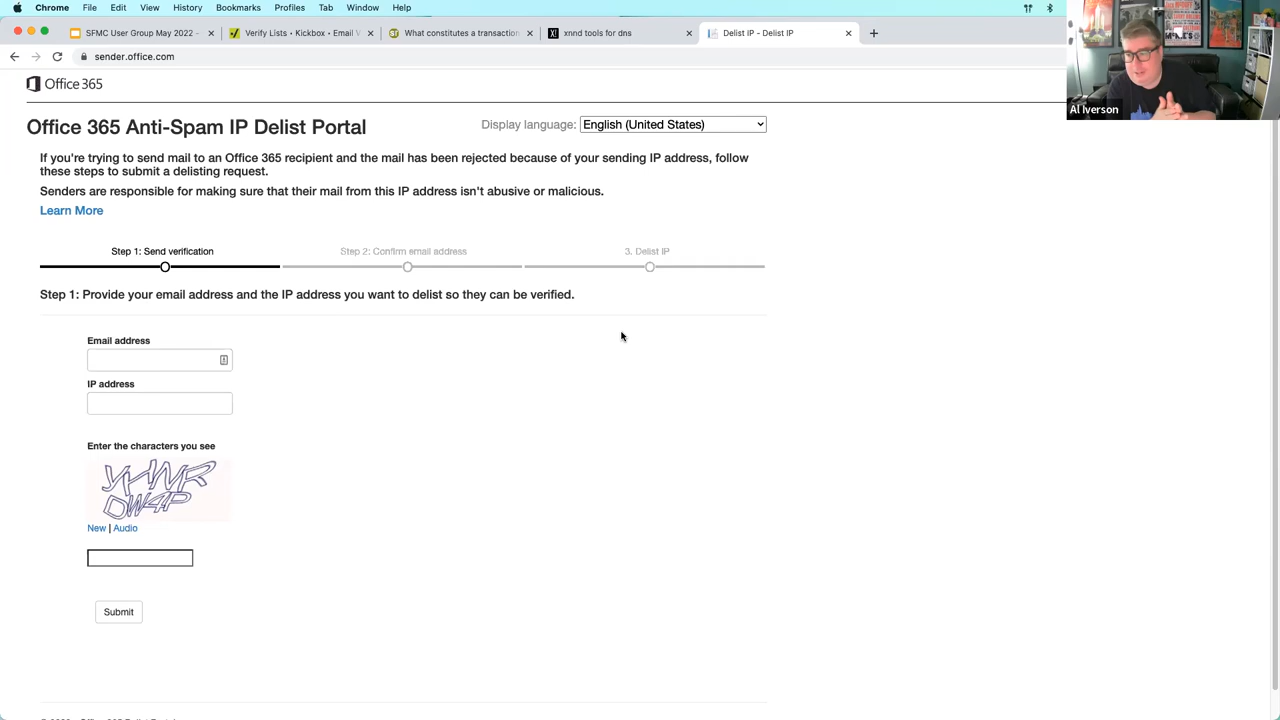 Chrome File Edit View History Bookmarks Profiles Tab Window Help
SFMC User Group May 2022 - Verify Lists • Kickbox • Email V What constitutes a transaction xnnd tools for dns Delist IP - Delist IP
sender.office.com
Office 365
Office 365 Anti-Spam IP Delist Portal
Display language: English (United States)
If you're trying to send mail to an Office 365 recipient and the mail has been rejected because of your sending IP address, follow
these steps to submit a delisting request.
Senders are responsible for making sure that their mail from this IP address isn't abusive or malicious.
Learn More
Step 1: Send verification Step 2: Confirm email address 3. Delist IP
Step 1: Provide your email address and the IP address you want to delist so they can be verified.
Email address
IP address
Enter the characters you see
New | Audio
Submit
Al Iverson